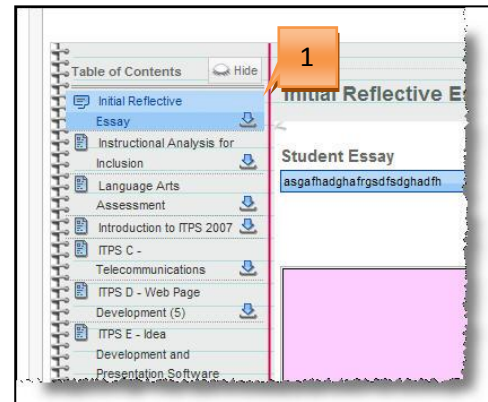 Table of Contents
Hide
1
Initial Reflective
Essay
Instructional Analysis for
Inclusion
Language Arts
Assessment
Introduction to ITPS 2007
ITPS C -
Telecommunications
ITPS D - Web Page
Development (5)
ITPS E - Idea
Development and
Presentation Software
Initial Reflective E
Student Essay
asgafhadghafrgsdfsdghadfh